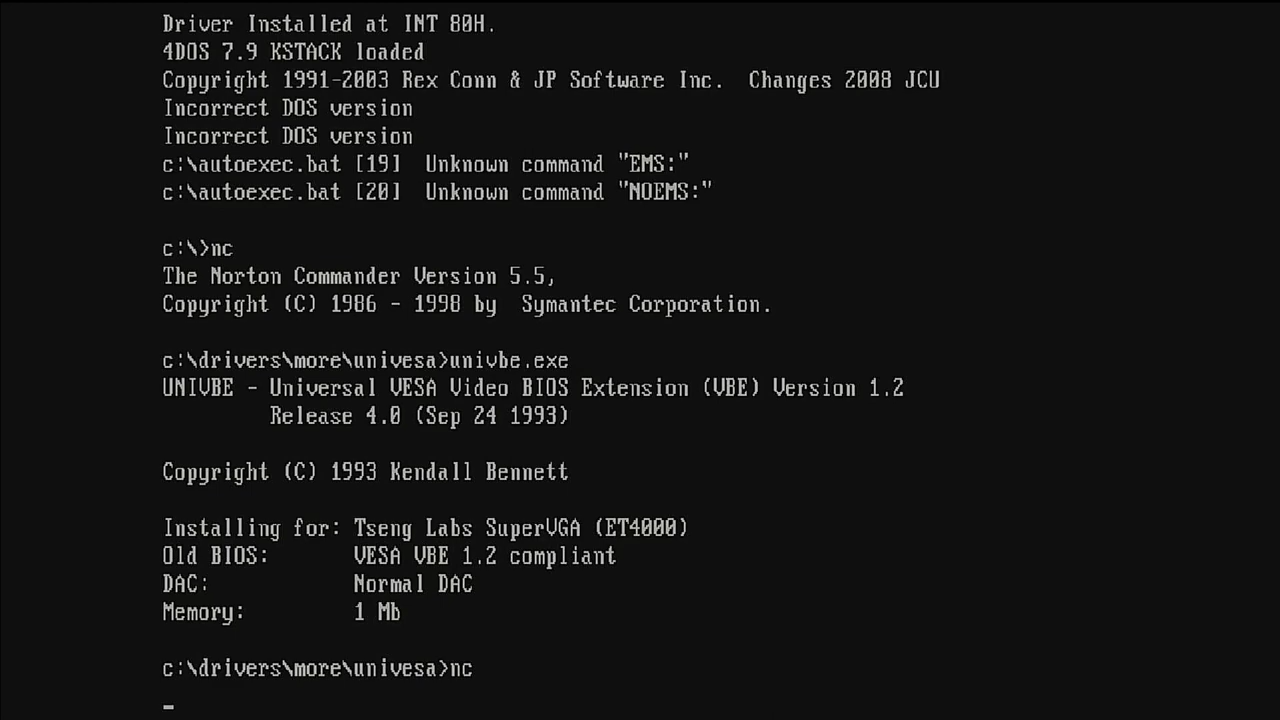 Driver Installed at INT 80H.
4DOS 7.9 KSTACK loaded
Copyright 1991-2003 Rex Conn & JP Software Inc.  Changes 2008 JCU
Incorrect DOS version
Incorrect DOS version
c:\autoexec.bat [19]  Unknown command "EMS:"
c:\autoexec.bat [20]  Unknown command "NOEMS:"
c:\>nc
The Norton Commander Version 5.5,
Copyright (C) 1986 - 1998 by  Symantec Corporation.
c:\drivers\more\univesa>univbe.exe
UNIVBE - Universal VESA Video BIOS Extension (VBE) Version 1.2
Release 4.0 (Sep 24 1993)
Copyright (C) 1993 Kendall Bennett
Installing for: Tseng Labs SuperVGA (ET4000)
Old BIOS:       VESA VBE 1.2 compliant
DAC:            Normal DAC
Memory:         1 Mb
c:\drivers\more\univesa>nc
_